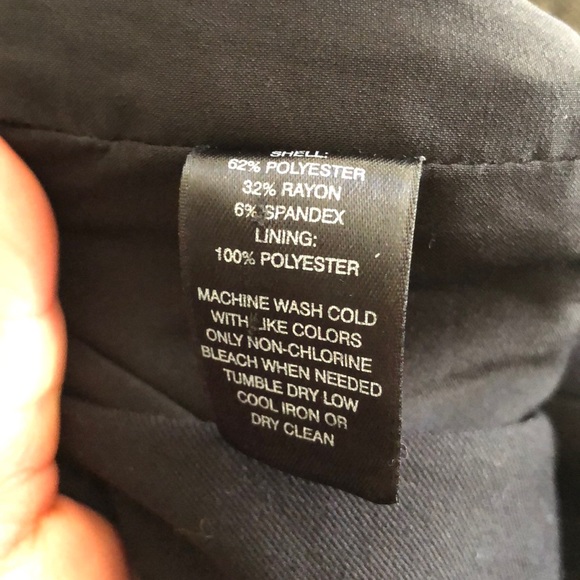 SHELL:
62% POLYESTER
32% RAYON
6% SPANDEX
LINING:
100% POLYESTER
MACHINE WASH COLD
WITH LIKE COLORS
ONLY NON-CHLORINE
BLEACH WHEN NEEDED
TUMBLE DRY LOW
COOL IRON OR
DRY CLEAN